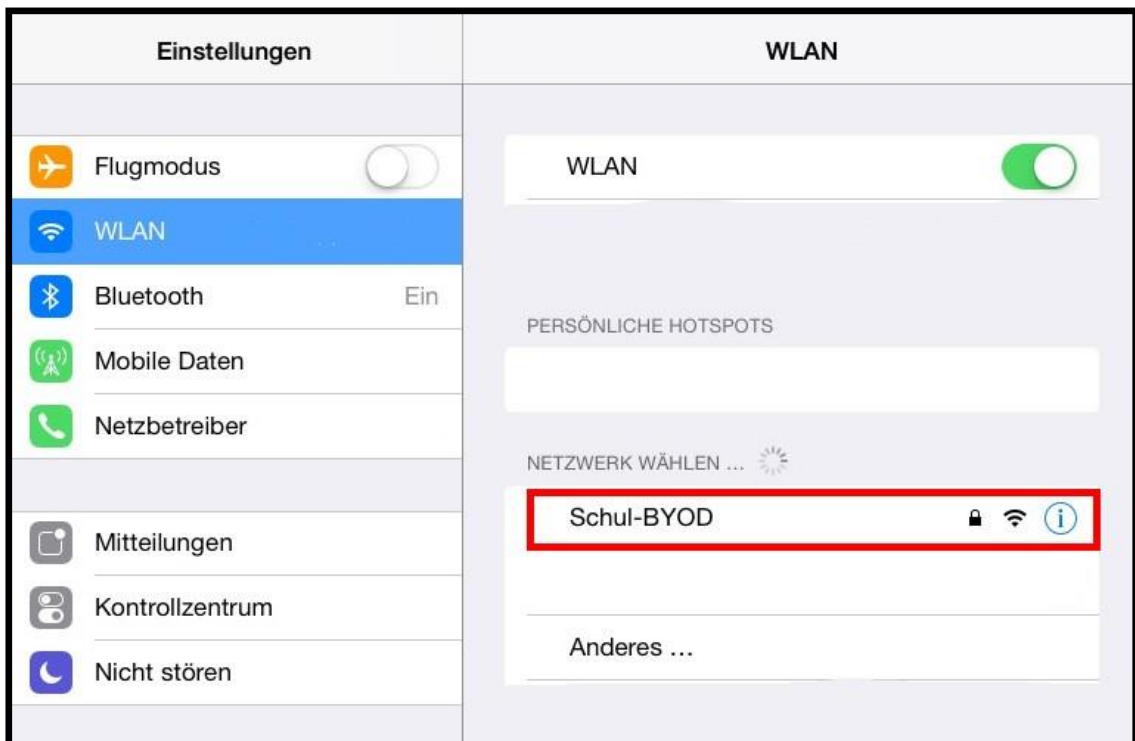 Einstellungen
WLAN
Flugmodus
WLAN
Bluetooth Ein
Mobile Daten
Netzbetreiber
Mitteilungen
Kontrollzentrum
Nicht stören
WLAN
PERSÖNLICHE HOTSPOTS
NETZWERK WÄHLEN ...
Schul-BYOD
Anderes ...